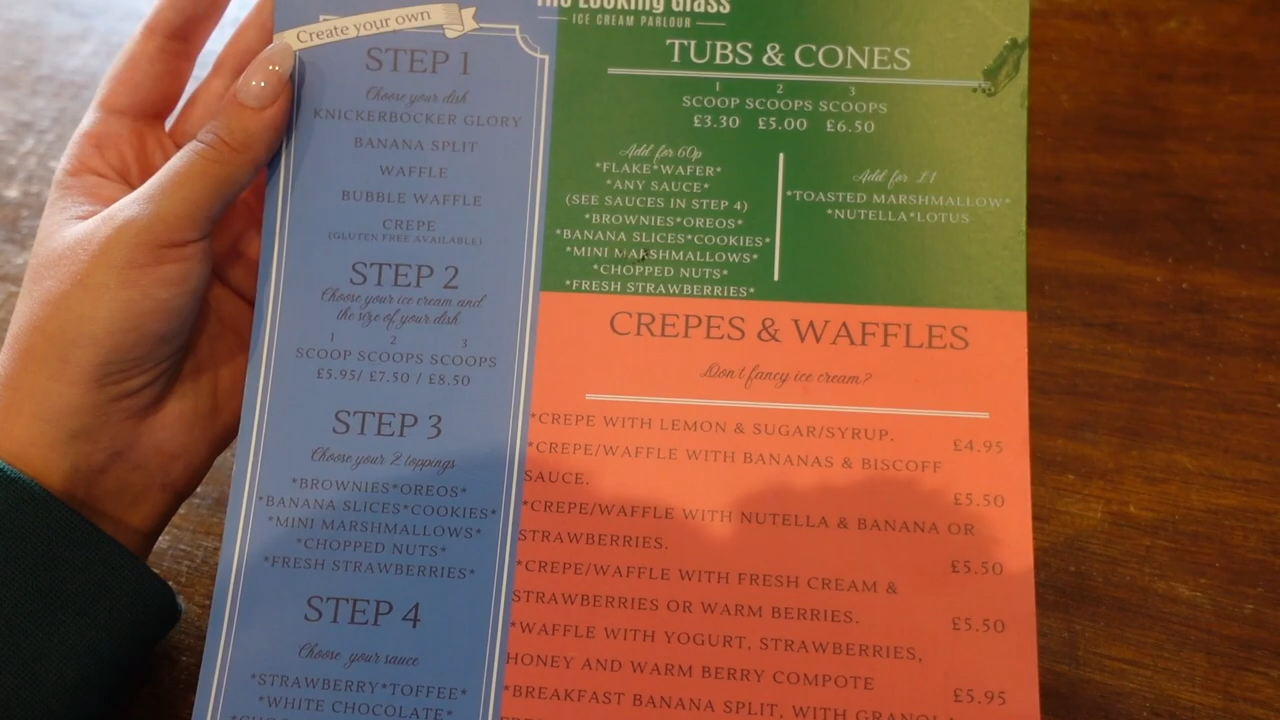 Create your own
STEP 1
Choose your dish
KNICKERBOCKER GLORY
BANANA SPLIT
WAFFLE
BUBBLE WAFFLE
CREPE
(GLUTEN FREE AVAILABLE)
STEP 2
Choose your ice cream and
the size of your dish
1 2 3
SCOOP SCOOPS SCOOPS
£5.95/ £7.50 / £8.50
STEP 3
Choose your 2 toppings
*BROWNIES*OREOS*
*BANANA SLICES*COOKIES*
*MINI MARSHMALLOWS*
*CHOPPED NUTS*
*FRESH STRAWBERRIES*
STEP 4
Choose your sauce
*STRAWBERRY*TOFFEE*
*WHITE CHOCOLATE*
The Looking Glass
ICE CREAM PARLOUR
TUBS & CONES
1 2 3
SCOOP SCOOPS SCOOPS
£3.30 £5.00 £6.50
Add for 60p
*FLAKE*WAFER*
*ANY SAUCE*
(SEE SAUCES IN STEP 4)
*BROWNIES*OREOS*
*BANANA SLICES*COOKIES*
*MINI MARSHMALLOWS*
*CHOPPED NUTS*
*FRESH STRAWBERRIES*
Add for £1
*TOASTED MARSHMALLOW*
*NUTELLA*LOTUS
CREPES & WAFFLES
Don't fancy ice cream?
*CREPE WITH LEMON & SUGAR/SYRUP. £4.95
*CREPE/WAFFLE WITH BANANAS & BISCOFF
SAUCE. £5.50
*CREPE/WAFFLE WITH NUTELLA & BANANA OR
STRAWBERRIES. £5.50
*CREPE/WAFFLE WITH FRESH CREAM &
STRAWBERRIES OR WARM BERRIES. £5.50
*WAFFLE WITH YOGURT, STRAWBERRIES,
HONEY AND WARM BERRY COMPOTE £5.95
*BREAKFAST BANANA SPLIT, WITH GRANOLA